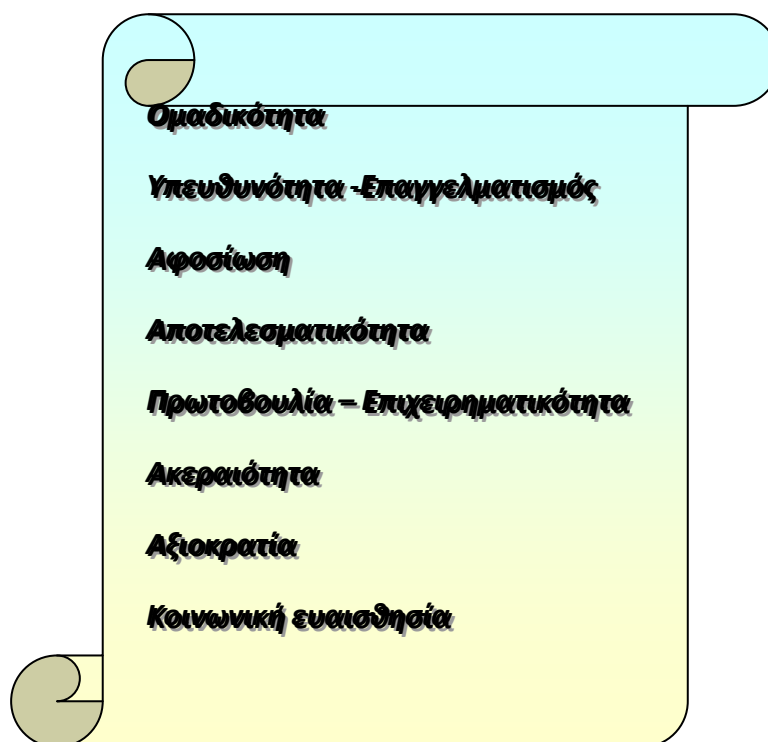 Ομαδικότητα
Υπευθυνότητα -Επαγγελματισμός
Αφοσίωση
Αποτελεσματικότητα
Πρωτοβουλία – Επιχειρηματικότητα
Ακεραιότητα
Αξιοκρατία
Κοινωνική ευαισθησία